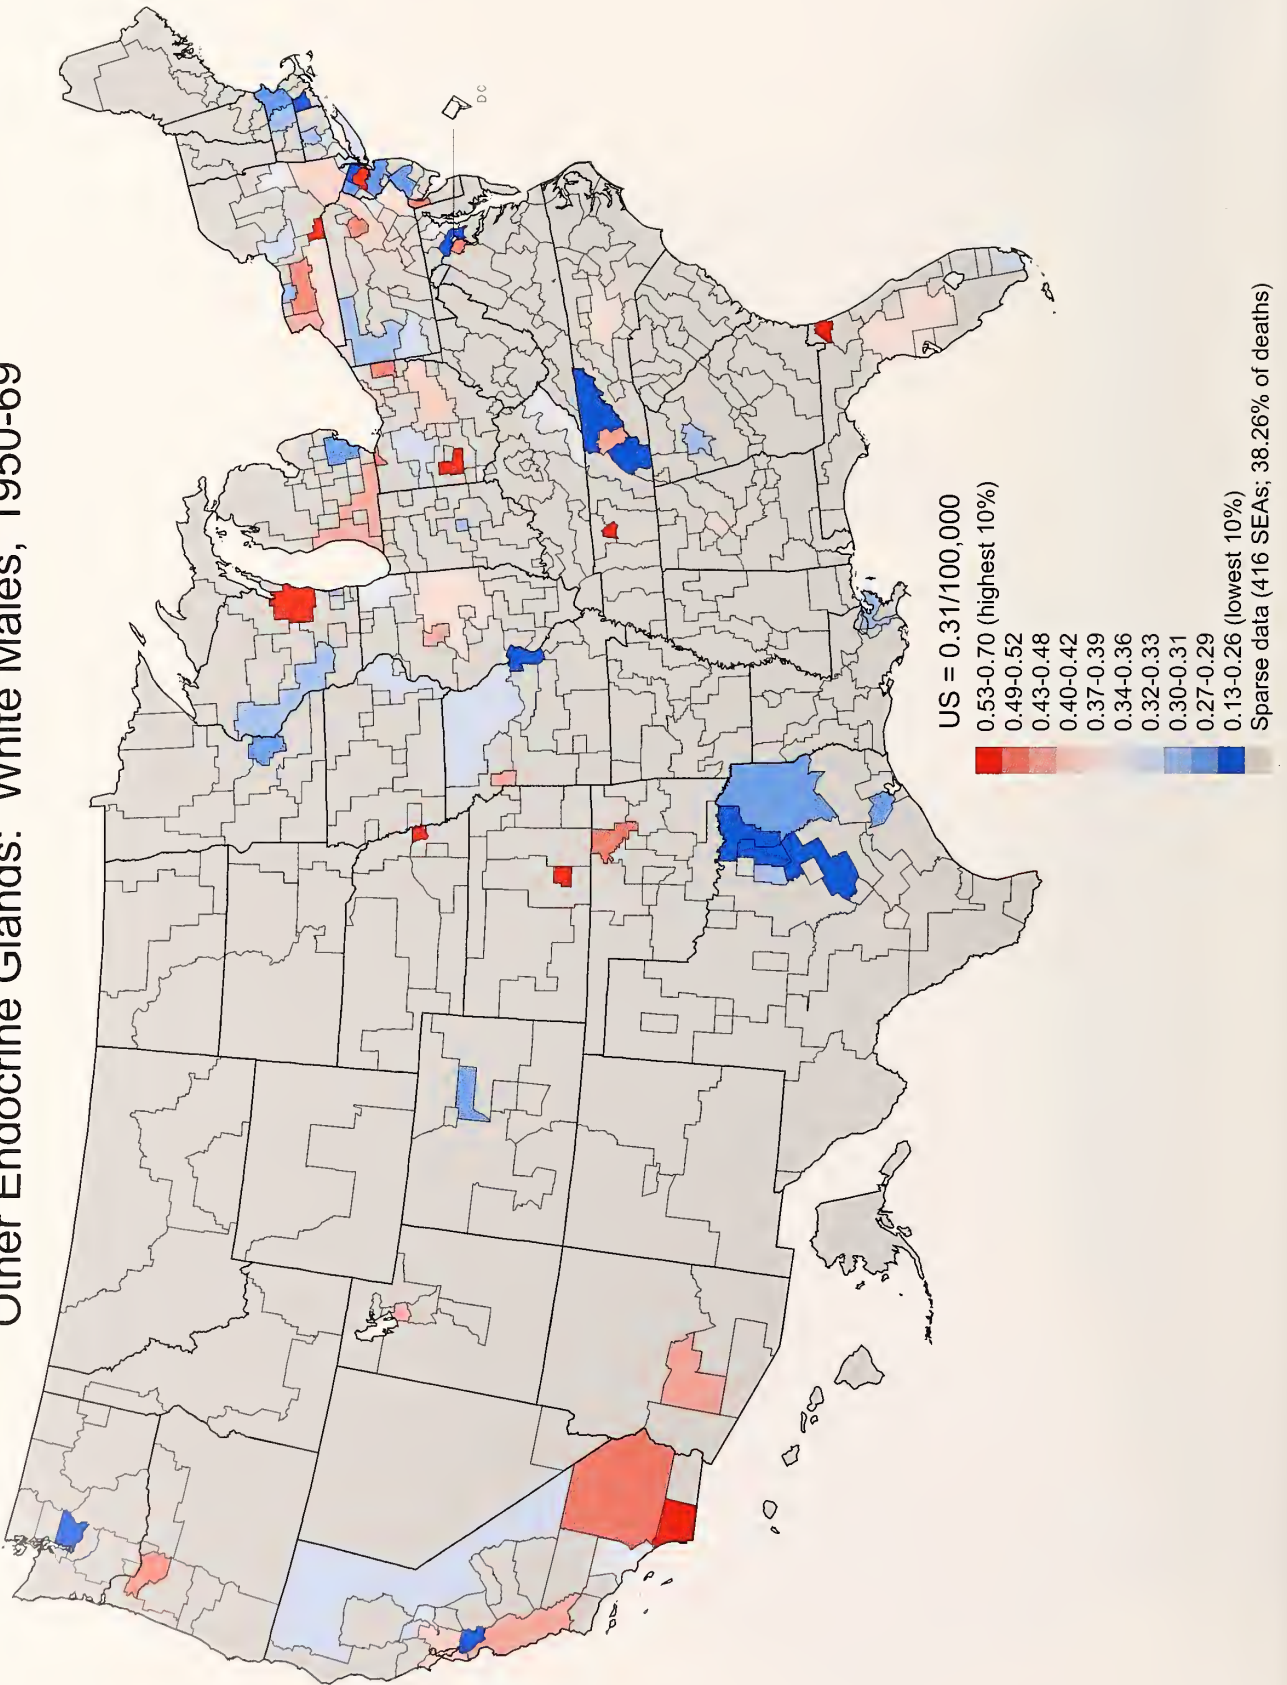 Other Endocrine Glands: White Males, 1950-69
DC
US = 0.31/100,000
0.53-0.70 (highest 10%)
0.49-0.52
0.43-0.48
0.40-0.42
0.37-0.39
0.34-0.36
0.32-0.33
0.30-0.31
0.27-0.29
0.13-0.26 (lowest 10%)
Sparse data (416 SEAs; 38.26% of deaths)